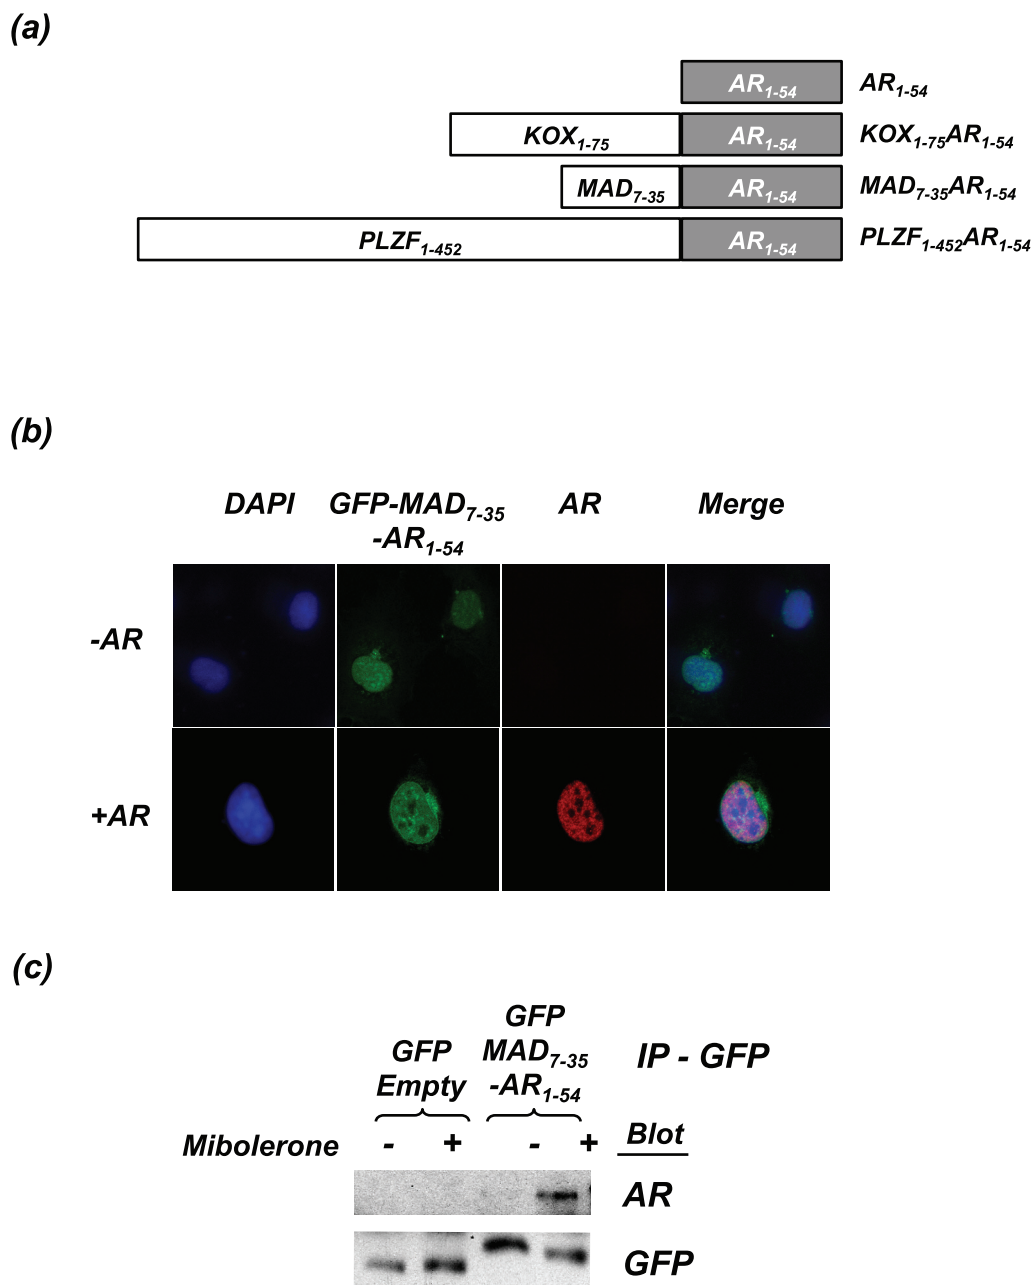 (a)
AR1-54 AR1-54
KOX1-75 AR1-54 KOX1-75AR1-54
MAD7-35 AR1-54 MAD7-35AR1-54
PLZF1-452 AR1-54 PLZF1-452AR1-54
(b)
DAPI GFP-MAD7-35 AR Merge
-AR1-54
-AR
+AR
(c)
GFP
GFP MAD7-35 IP - GFP
Empty -AR1-54
Mibolerone - + - + Blot
AR
GFP